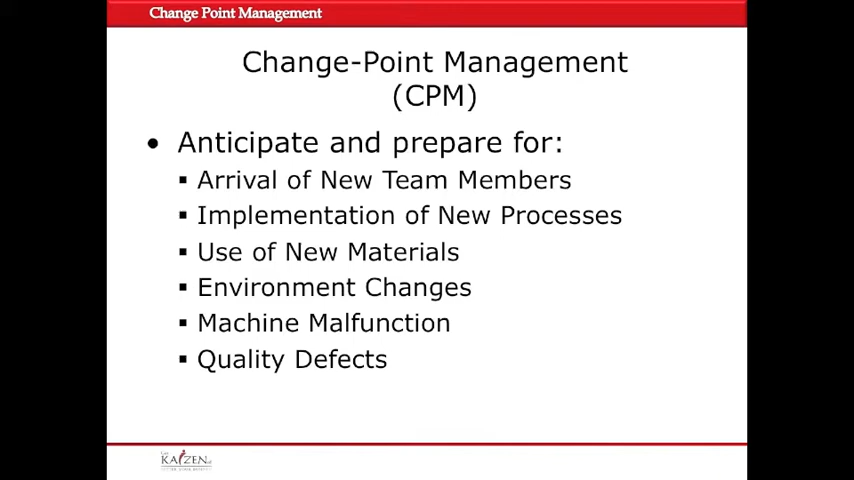 Change Point Management
Change-Point Management
(CPM)
• Anticipate and prepare for:
▪ Arrival of New Team Members
▪ Implementation of New Processes
▪ Use of New Materials
▪ Environment Changes
▪ Machine Malfunction
▪ Quality Defects
KAIZEN